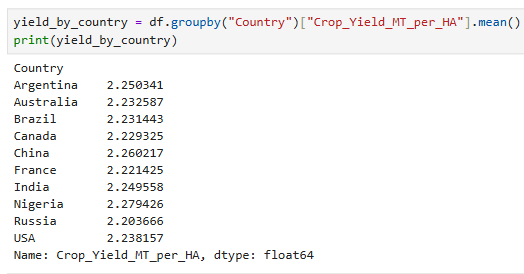 yield_by_country = df.groupby("Country")["Crop_Yield_MT_per_HA"].mean()
print(yield_by_country)
Country
Argentina    2.250341
Australia    2.232587
Brazil       2.231443
Canada       2.229325
China        2.260217
France       2.221425
India        2.249558
Nigeria      2.279426
Russia       2.203666
USA          2.238157
Name: Crop_Yield_MT_per_HA, dtype: float64